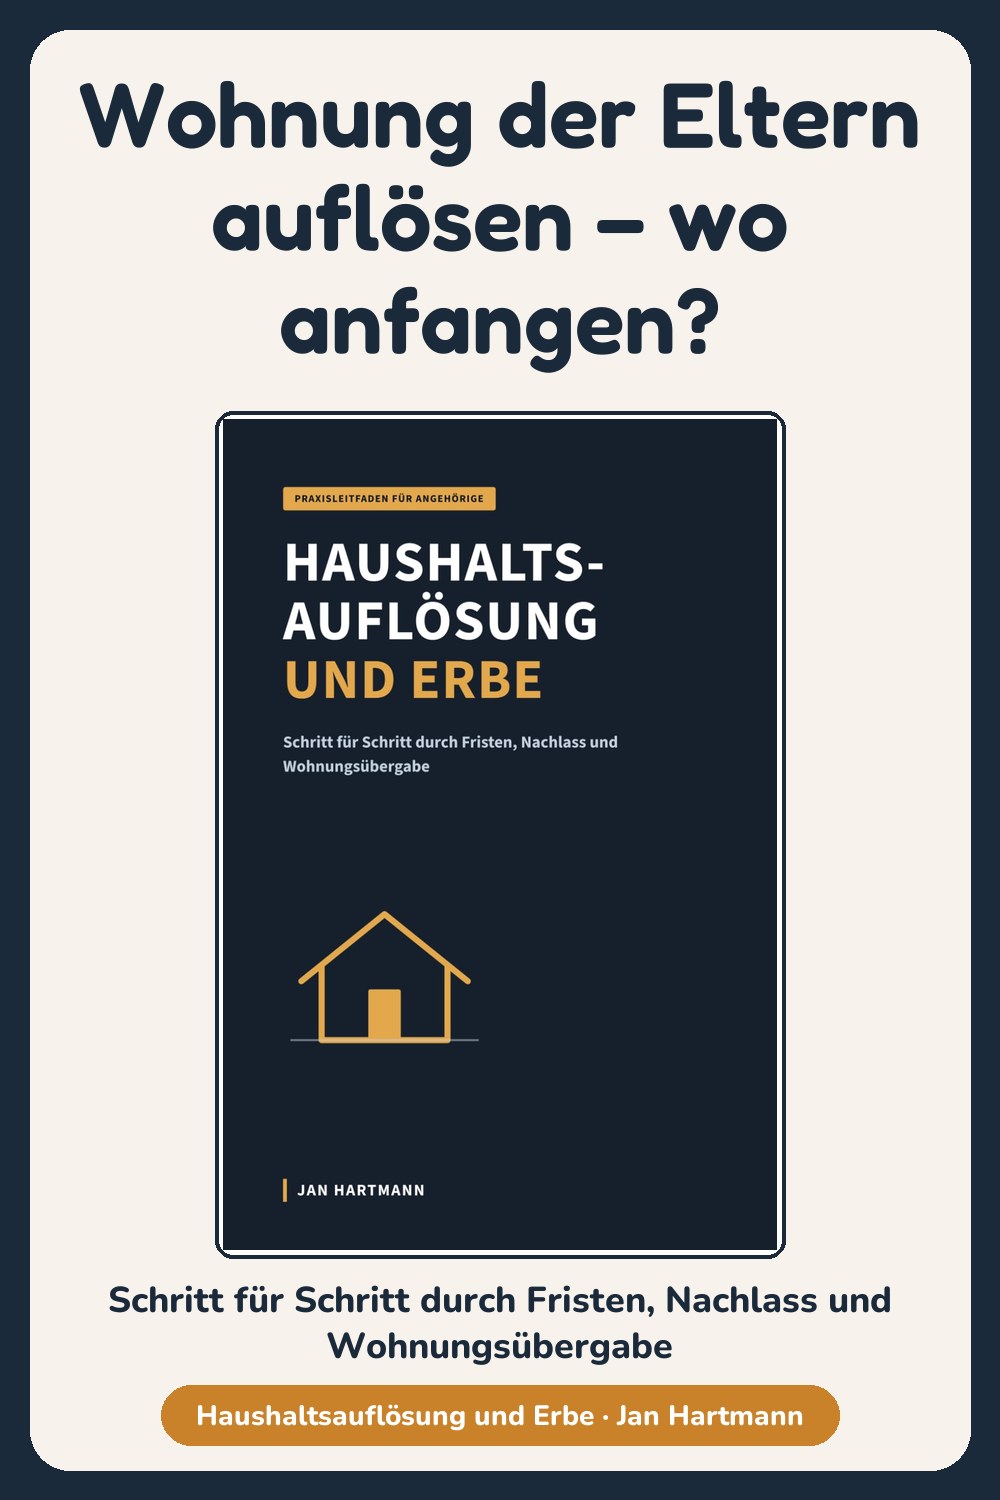 Wohnung der Eltern
auflösen – wo
anfangen?
PRAXISLEITFADEN FÜR ANGEHÖRIGE
HAUSHALTS-
AUFLÖSUNG
UND ERBE
Schritt für Schritt durch Fristen, Nachlass und
Wohnungsübergabe
JAN HARTMANN
Schritt für Schritt durch Fristen, Nachlass und
Wohnungsübergabe
Haushaltsauflösung und Erbe · Jan Hartmann